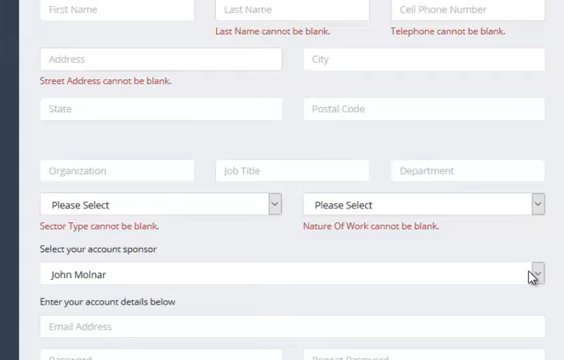 First Name Last Name Cell Phone Number
Last Name cannot be blank. Telephone cannot be blank.
Address City
Street Address cannot be blank.
State Postal Code
Organization Job Title Department
Please Select Please Select
Sector Type cannot be blank. Nature Of Work cannot be blank.
Select your account sponsor
John Molnar
Enter your account details below
Email Address
Password Repeat Password